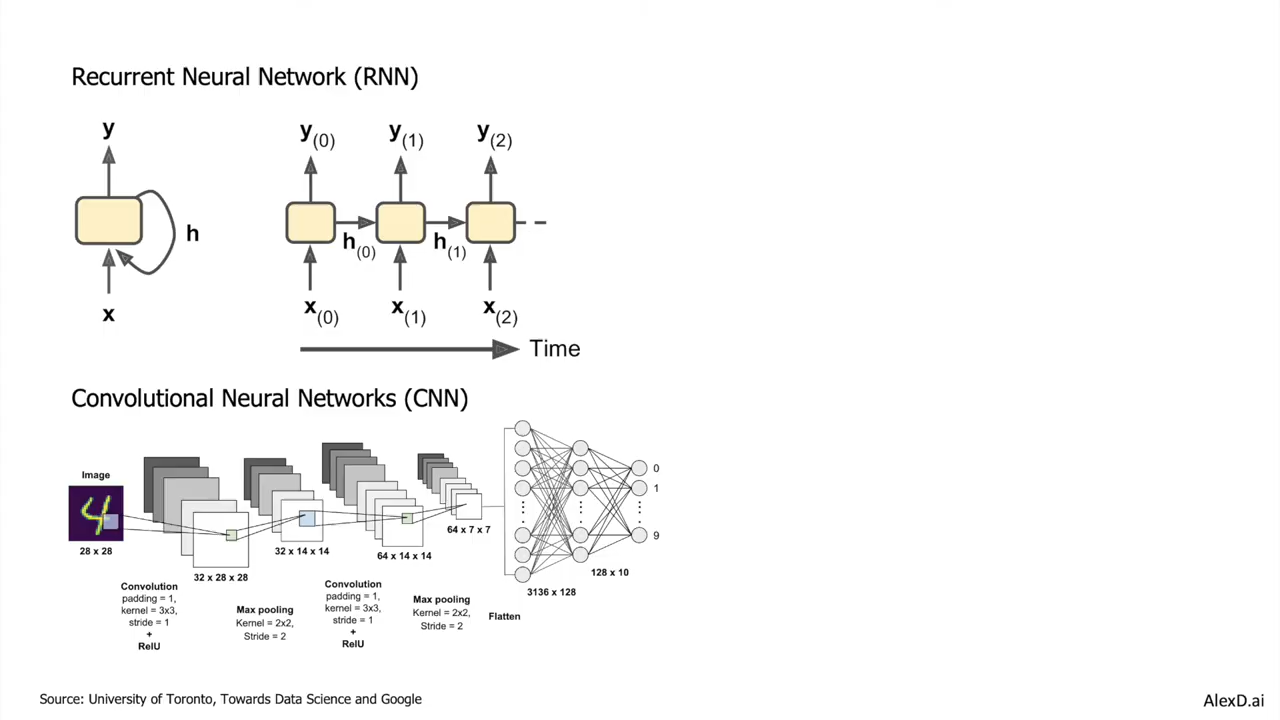 Recurrent Neural Network (RNN)
y
h
x
y(0) y(1) y(2)
h(0) h(1)
x(0) x(1) x(2)
Time
Convolutional Neural Networks (CNN)
Image
28 x 28
32 x 28 x 28
32 x 14 x 14
64 x 14 x 14
64 x 7 x 7
0
1
9
3136 x 128
128 x 10
Convolution
padding = 1,
kernel = 3x3,
stride = 1
+
RelU
Max pooling
Kernel = 2x2,
Stride = 2
Convolution
padding = 1,
kernel = 3x3,
stride = 1
+
RelU
Max pooling
Kernel = 2x2,
Stride = 2
Flatten
Source: University of Toronto, Towards Data Science and Google
AlexD.ai